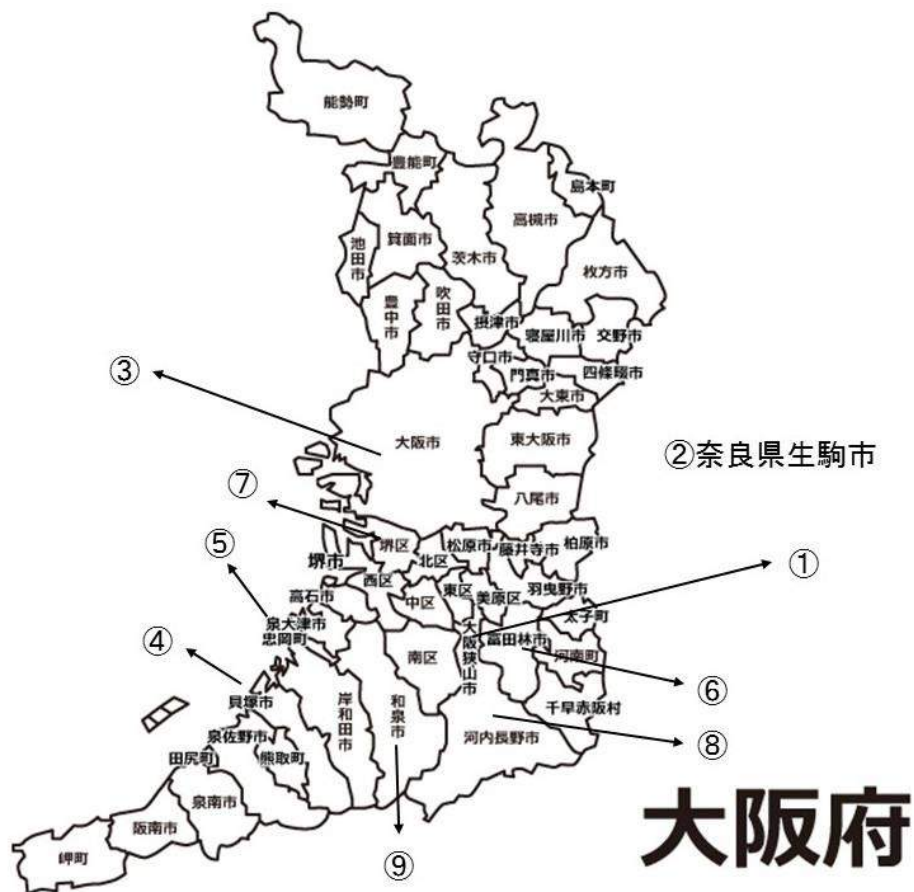 能勢町
豊能町
島本町
高槻市
箕面市
池田市
茨木市
枚方市
吹田市
豊中市
摂津市
寝屋川市
交野市
守口市
③
門真市
四條畷市
大東市
大阪市
東大阪市
②奈良県生駒市
⑦
八尾市
⑤
堺区
松原市
藤井寺市
柏原市
堺市
北区
①
西区
東区
高石市
中区
美原区
羽曳野市
太子町
泉大津市
忠岡町
大阪狭山市
富田林市
④
南区
河南町
⑥
貝塚市
岸和田市
和泉市
千早赤阪村
泉佐野市
河内長野市
⑧
田尻町
熊取町
泉南市
阪南市
大阪府
岬町
⑨